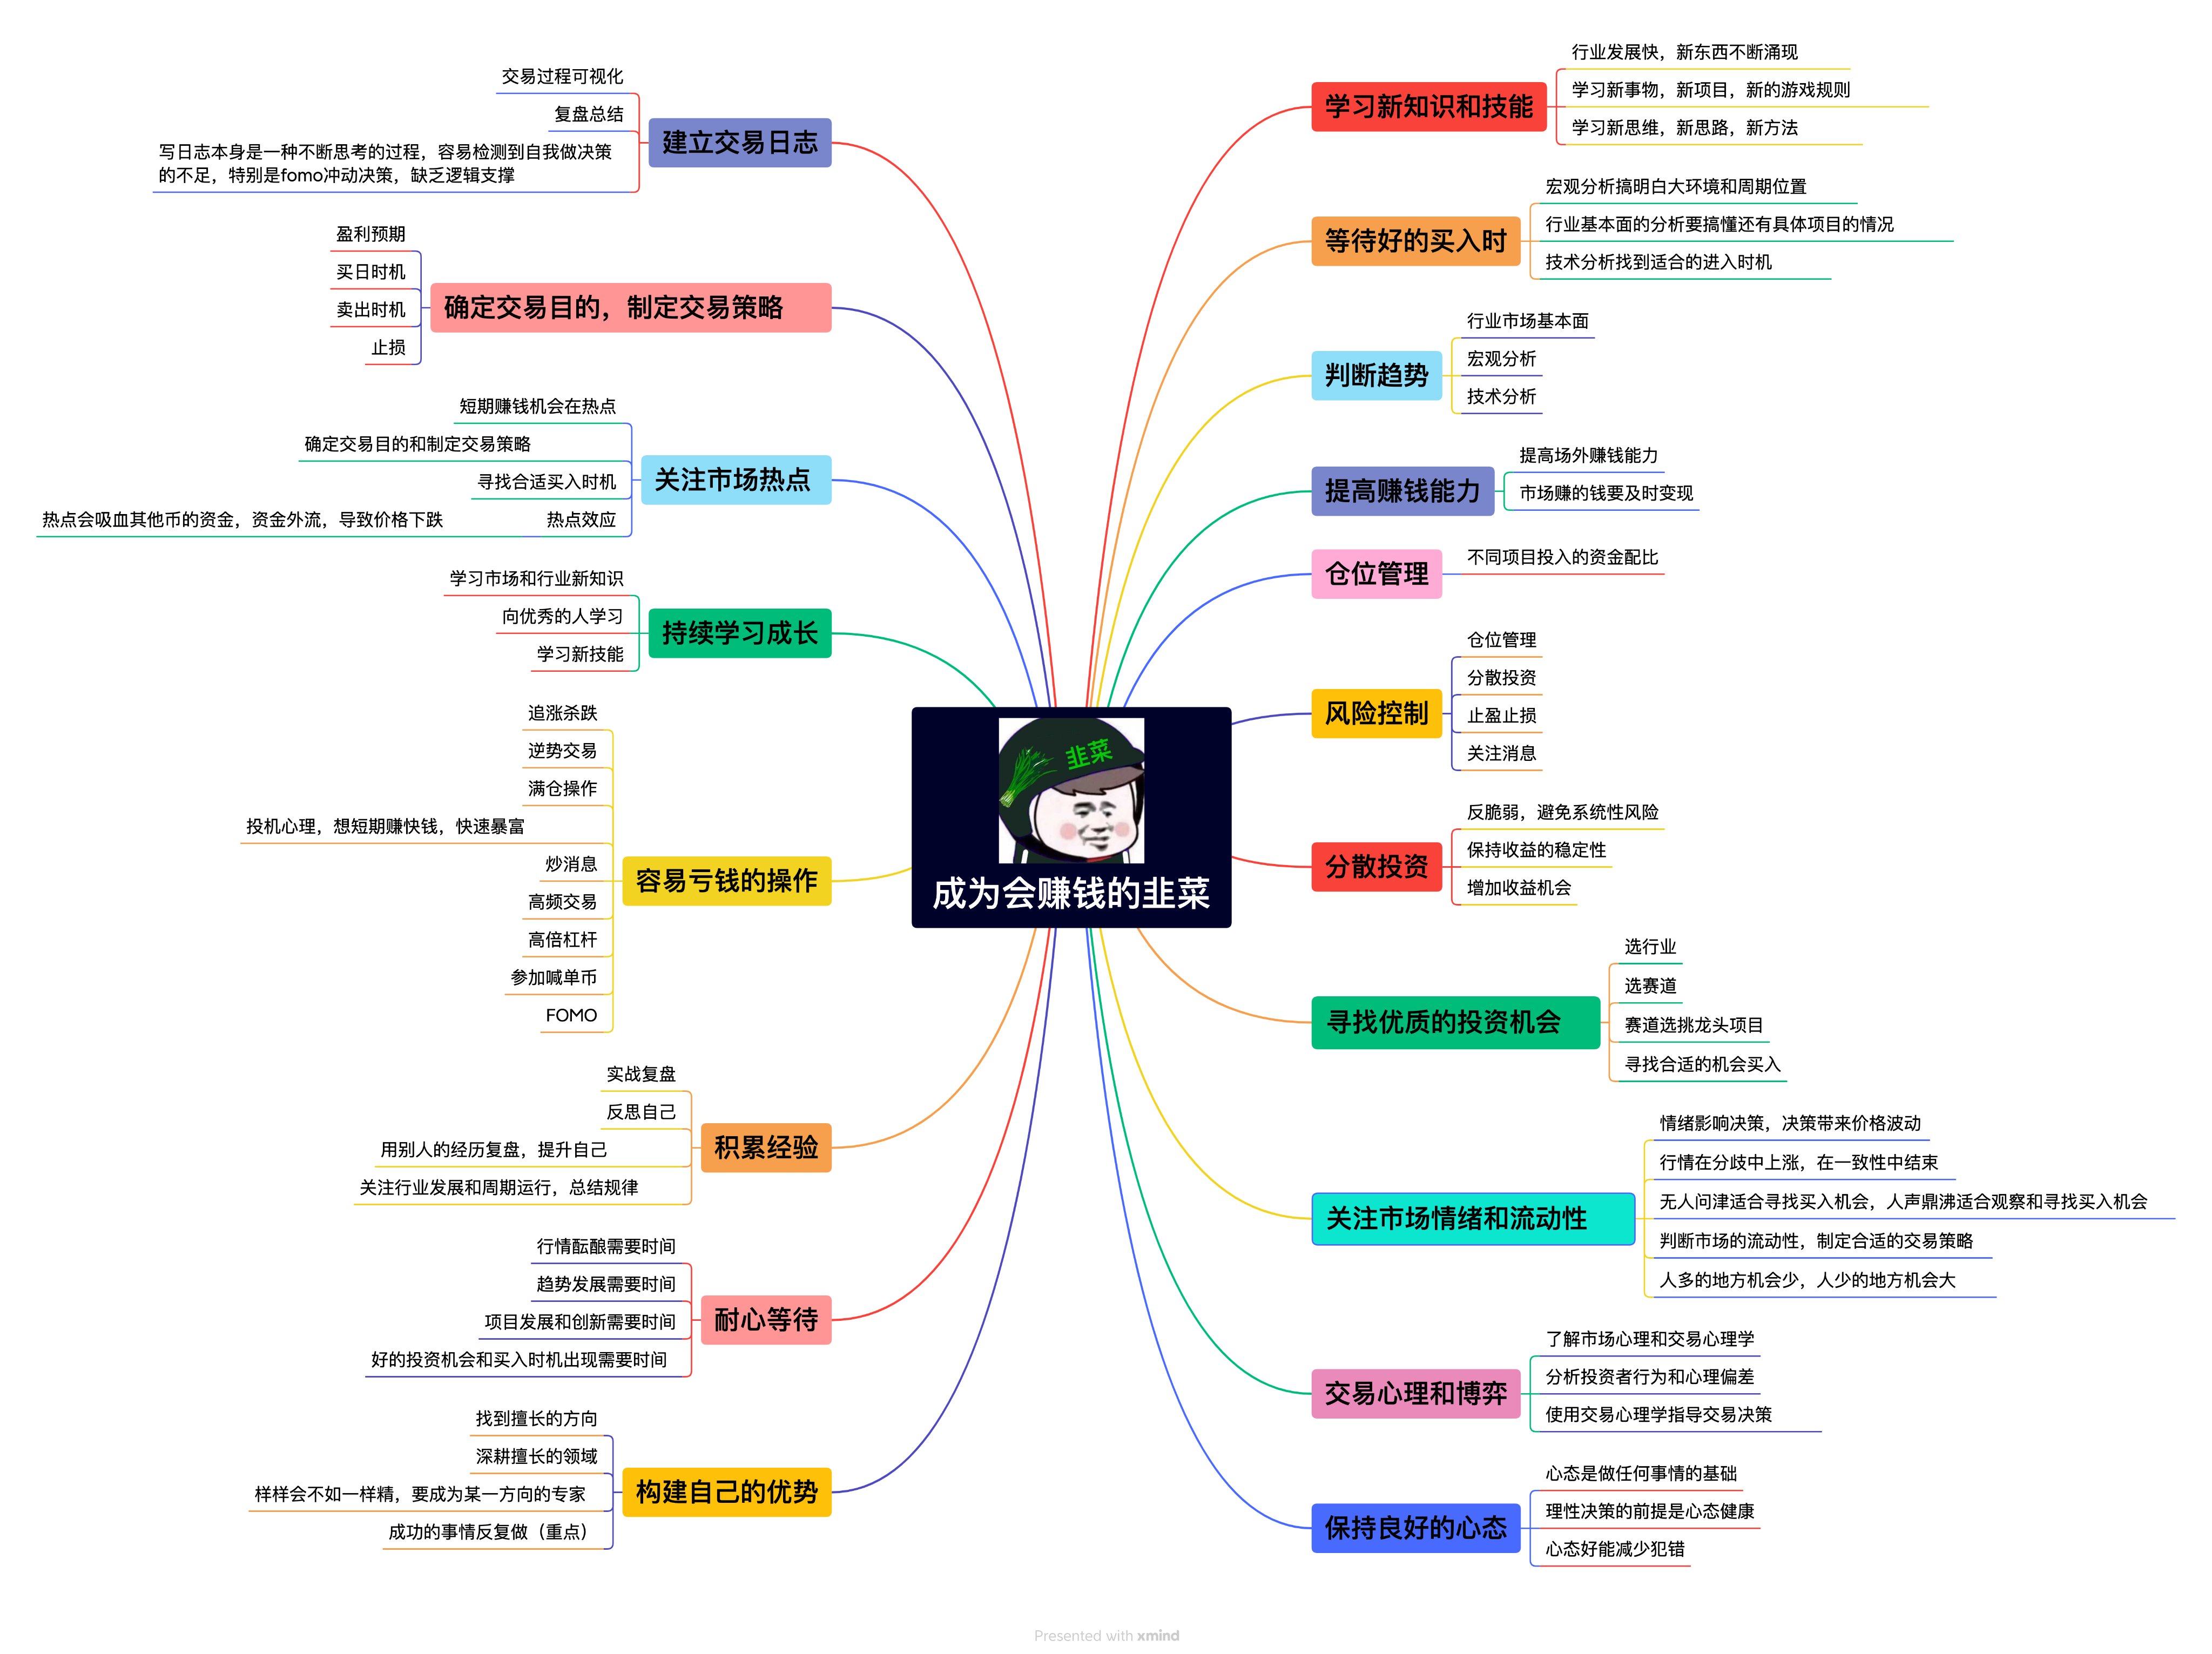 韭菜
成为会赚钱的韭菜
学习新知识和技能
行业发展快，新东西不断涌现
学习新事物，新项目，新的游戏规则
学习新思维，新思路，新方法
等待好的买入时
宏观分析搞明白大环境和周期位置
行业基本面的分析要搞懂还有具体项目的情况
技术分析找到适合的进入时机
判断趋势
行业市场基本面
宏观分析
技术分析
提高赚钱能力
提高场外赚钱能力
市场赚的钱要及时变现
仓位管理
不同项目投入的资金配比
风险控制
仓位管理
分散投资
止盈止损
关注消息
分散投资
反脆弱，避免系统性风险
保持收益的稳定性
增加收益机会
寻找优质的投资机会
选行业
选赛道
赛道选挑龙头项目
寻找合适的机会买入
关注市场情绪和流动性
情绪影响决策，决策带来价格波动
行情在分歧中上涨，在一致性中结束
无人问津适合寻找买入机会，人声鼎沸适合观察和寻找买入机会
判断市场的流动性，制定合适的交易策略
人多的地方机会少，人少的地方机会大
交易心理和博弈
了解市场心理和交易心理学
分析投资者行为和心理偏差
使用交易心理学指导交易决策
保持良好的心态
心态是做任何事情的基础
理性决策的前提是心态健康
心态好能减少犯错
建立交易日志
交易过程可视化
复盘总结
写日志本身是一种不断思考的过程，容易检测到自我做决策
的不足，特别是fomo冲动决策，缺乏逻辑支撑
确定交易目的，制定交易策略
盈利预期
买日时机
卖出时机
止损
关注市场热点
短期赚钱机会在热点
确定交易目的和制定交易策略
寻找合适买入时机
热点效应
热点会吸血其他币的资金，资金外流，导致价格下跌
持续学习成长
学习市场和行业新知识
向优秀的人学习
学习新技能
容易亏钱的操作
追涨杀跌
逆势交易
满仓操作
投机心理，想短期赚快钱，快速暴富
炒消息
高频交易
高倍杠杆
参加喊单币
FOMO
积累经验
实战复盘
反思自己
用别人的经历复盘，提升自己
关注行业发展和周期运行，总结规律
耐心等待
行情酝酿需要时间
趋势发展需要时间
项目发展和创新需要时间
好的投资机会和买入时机出现需要时间
构建自己的优势
找到擅长的方向
深耕擅长的领域
样样会不如一样精，要成为某一方向的专家
成功的事情反复做（重点）
Presented with xmind